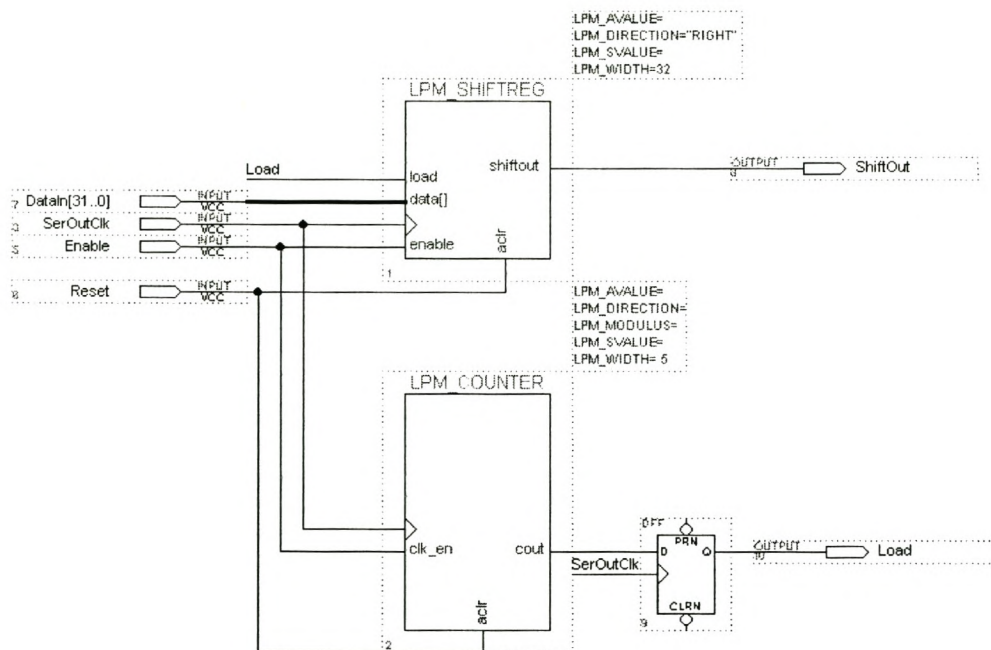 LPM_AVALUE=
LPM_DIRECTION="RIGHT"
LPM_SVALUE=
LPM_WIDTH=32
LPM_SHIFTREG
Load
load
shiftout
OUTPUT
ShiftOut
DataIn[31..0]
INPUT
VCC
data[]
SerOutClk
INPUT
VCC
Enable
INPUT
VCC
enable
aclr
1
Reset
INPUT
VCC
LPM_AVALUE=
LPM_DIRECTION=
LPM_MODULUS=
LPM_SVALUE=
LPM_WIDTH= 5
LPM_COUNTER
clk_en
cout
aclr
2
DFF
PRN
D
Q
SerOutClk
CLRN
9
OUTPUT
10
Load